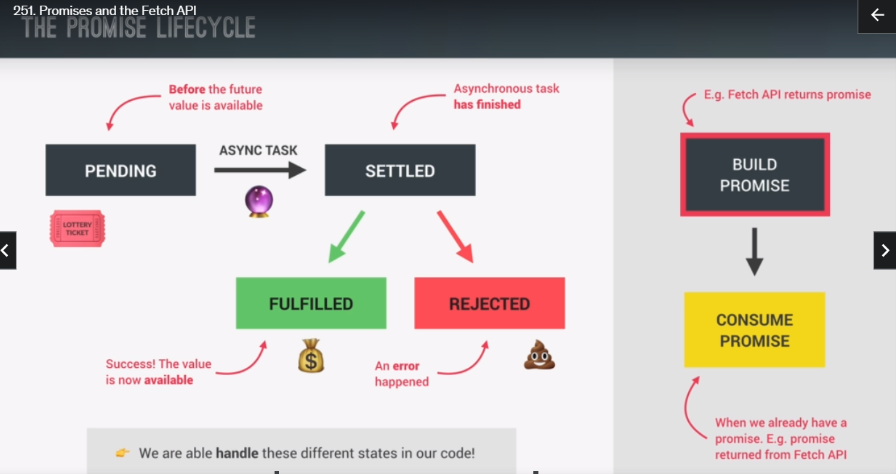 251. Promises and the Fetch API
THE PROMISE LIFECYCLE
Before the future
value is available
Asynchronous task
has finished
PENDING
ASYNC TASK
SETTLED
LOTTERY
TICKET
FULFILLED
REJECTED
Success! The value
is now available
$
An error
happened
👉 We are able handle these different states in our code!
E.g. Fetch API returns promise
BUILD
PROMISE
CONSUME
PROMISE
When we already have a
promise. E.g. promise
returned from Fetch API